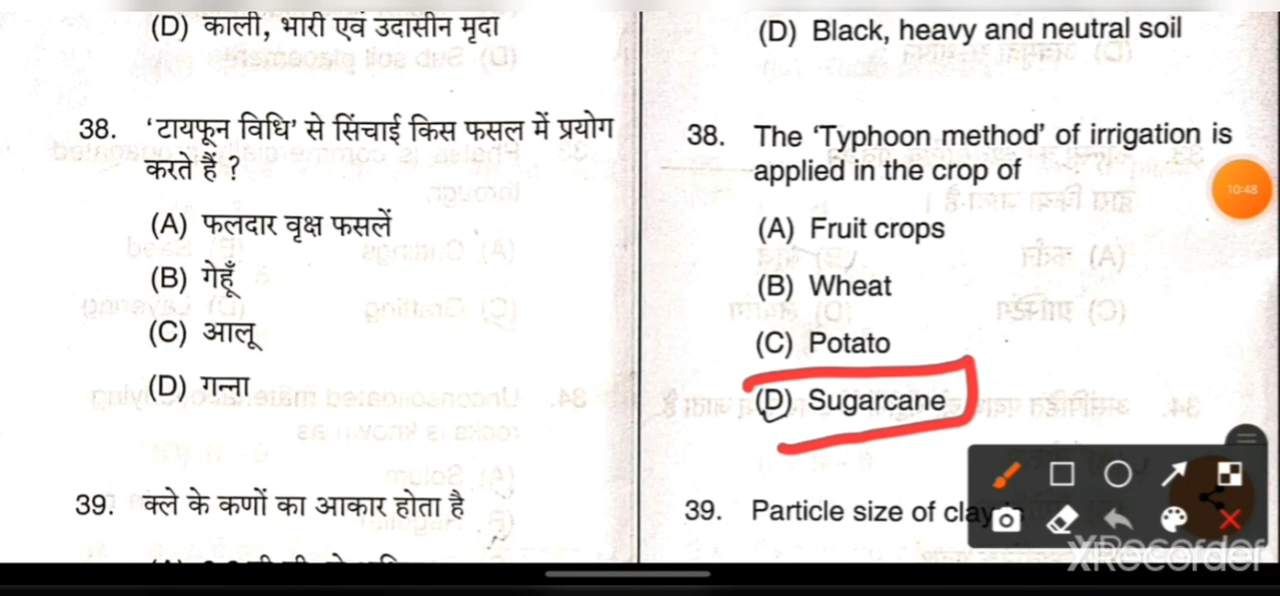 (D) काली, भारी एवं उदासीन मृदा
38. ‘टायफून विधि’ से सिंचाई किस फसल में प्रयोग
करते हैं ?
(A) फलदार वृक्ष फसलें
(B) गेहूँ
(C) आलू
(D) गन्ना
39. क्ले के कणों का आकार होता है
(D) Black, heavy and neutral soil
38. The ‘Typhoon method’ of irrigation is
applied in the crop of
(A) Fruit crops
(B) Wheat
(C) Potato
(D) Sugarcane
39. Particle size of clay
10:48
XRecorder